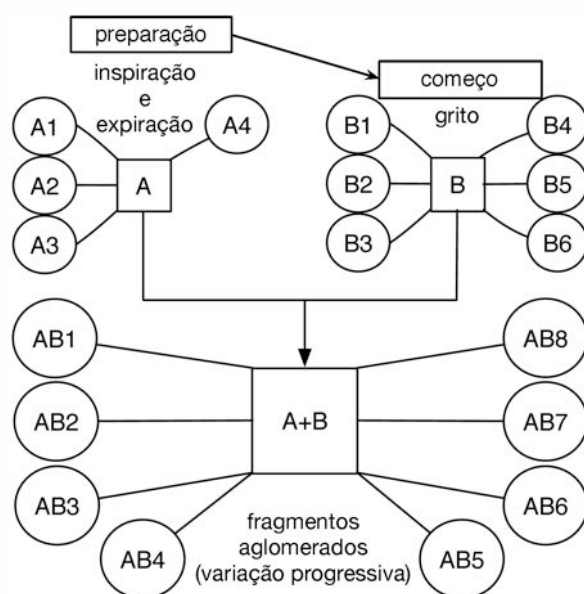 preparação
começo
inspiração
e
expiração
grito
A1
A4
A2
A
A3
B1
B4
B2
B
B5
B3
B6
AB1
AB8
AB2
A+B
AB7
AB3
AB6
AB4
AB5
fragmentos
aglomerados
(variação progressiva)